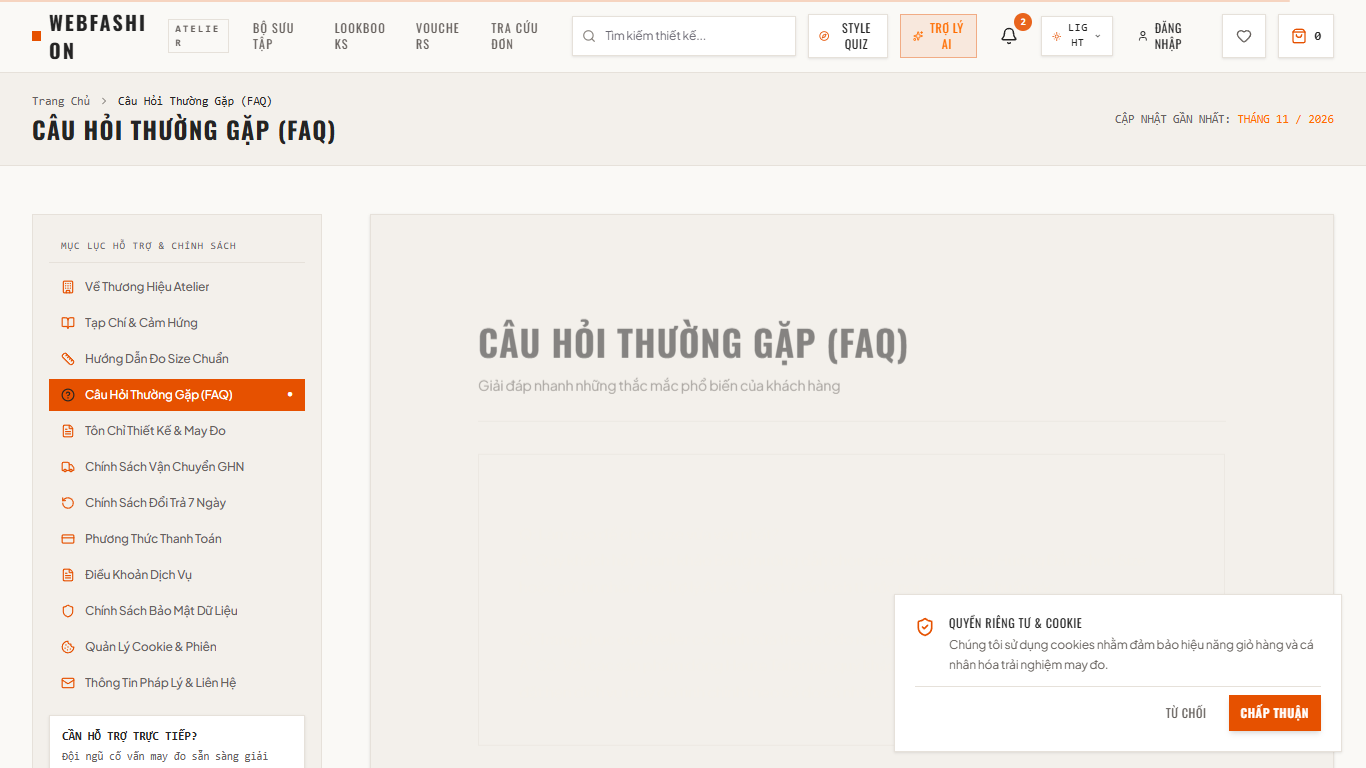 WEBFASHI
ON
ATELIE
R
BỘ SƯU
TẬP
LOOKBOO
KS
VOUCHE
RS
TRA CỨU
ĐƠN
Tìm kiếm thiết kế...
STYLE
QUIZ
TRỢ LÝ
AI
2
LIG
HT
ĐĂNG
NHẬP
0
Trang Chủ > Câu Hỏi Thường Gặp (FAQ)
CÂU HỎI THƯỜNG GẶP (FAQ)
CẬP NHẬT GẦN NHẤT: THÁNG 11 / 2026
MỤC LỤC HỖ TRỢ & CHÍNH SÁCH
Về Thương Hiệu Atelier
Tạp Chí & Cảm Hứng
Hướng Dẫn Đo Size Chuẩn
Câu Hỏi Thường Gặp (FAQ)
Tôn Chỉ Thiết Kế & May Đo
Chính Sách Vận Chuyển GHN
Chính Sách Đổi Trả 7 Ngày
Phương Thức Thanh Toán
Điều Khoản Dịch Vụ
Chính Sách Bảo Mật Dữ Liệu
Quản Lý Cookie & Phiên
Thông Tin Pháp Lý & Liên Hệ
CẦN HỖ TRỢ TRỰC TIẾP?
Đội ngũ cố vấn may đo sẵn sàng giải
CÂU HỎI THƯỜNG GẶP (FAQ)
Giải đáp nhanh những thắc mắc phổ biến của khách hàng
QUYỀN RIÊNG TƯ & COOKIE
Chúng tôi sử dụng cookies nhằm đảm bảo hiệu năng giỏ hàng và cá
nhân hóa trải nghiệm may đo.
TỪ CHỐI
CHẤP THUẬN